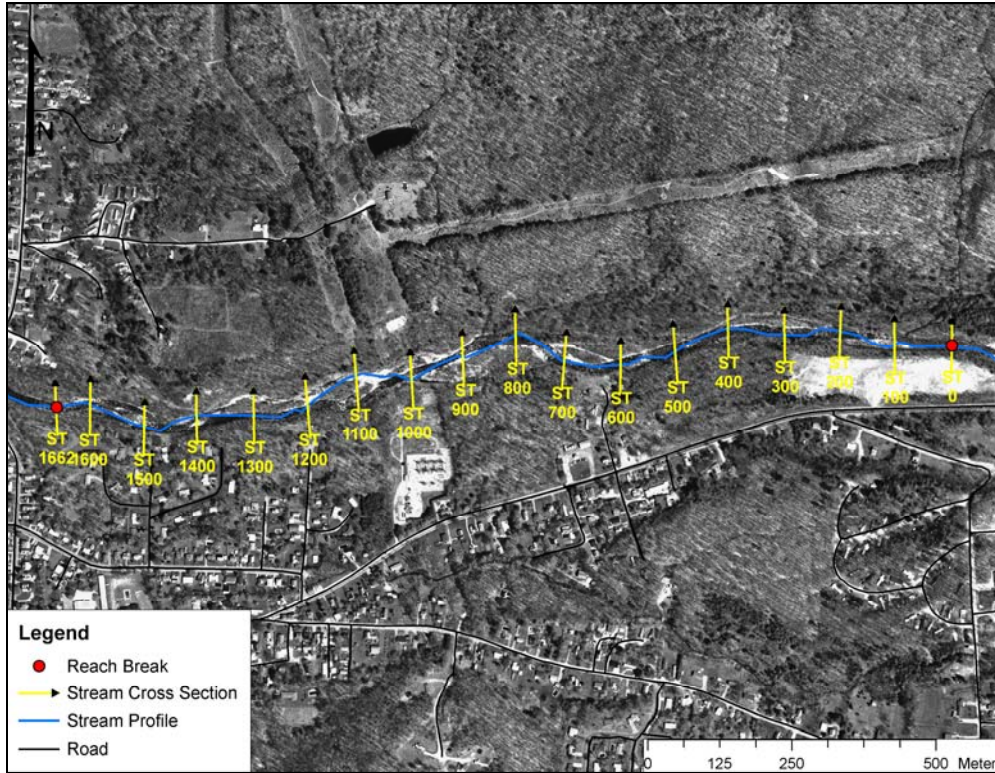 N
ST
1662
ST
1600
ST
1500
ST
1400
ST
1300
ST
1200
ST
1100
ST
1000
ST
900
ST
800
ST
700
ST
600
ST
500
ST
400
ST
300
ST
200
ST
100
ST
0
Legend
Reach Break
Stream Cross Section
Stream Profile
Road
0 125 250 500 Meter